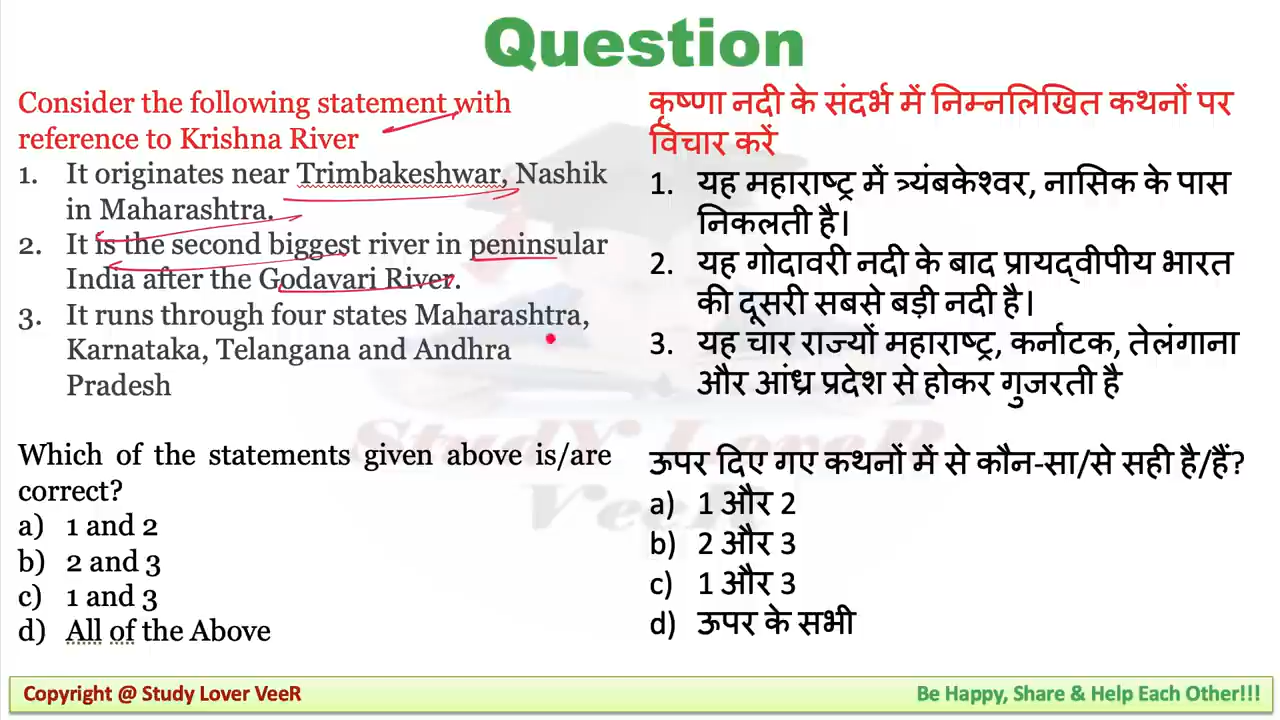 Question
Consider the following statement with
reference to Krishna River
1. It originates near Trimbakeshwar, Nashik
in Maharashtra.
2. It is the second biggest river in peninsular
India after the Godavari River.
3. It runs through four states Maharashtra,
Karnataka, Telangana and Andhra
Pradesh
Which of the statements given above is/are
correct?
a) 1 and 2
b) 2 and 3
c) 1 and 3
d) All of the Above
कृष्णा नदी के संदर्भ में निम्नलिखित कथनों पर
विचार करें
1. यह महाराष्ट्र में त्र्यंबकेश्वर, नासिक के पास
निकलती है।
2. यह गोदावरी नदी के बाद प्रायद्वीपीय भारत
की दूसरी सबसे बड़ी नदी है।
3. यह चार राज्यों महाराष्ट्र, कर्नाटक, तेलंगाना
और आंध्र प्रदेश से होकर गुजरती है
ऊपर दिए गए कथनों में से कौन-सा/से सही है/हैं?
a) 1 और 2
b) 2 और 3
c) 1 और 3
d) ऊपर के सभी
StudY LoveR
VeeR
Copyright @ Study Lover VeeR
Be Happy, Share & Help Each Other!!!